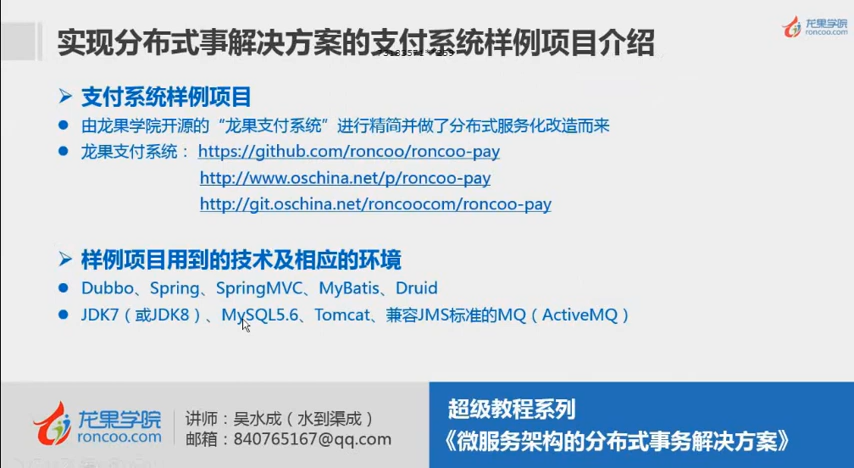 实现分布式事解决方案的支付系统样例项目介绍
龙果学院
roncoo.com
➢ 支付系统样例项目
● 由龙果学院开源的“龙果支付系统”进行精简并做了分布式服务化改造而来
● 龙果支付系统： https://github.com/roncoo/roncoo-pay
http://www.oschina.net/p/roncoo-pay
http://git.oschina.net/roncoocom/roncoo-pay
➢ 样例项目用到的技术及相应的环境
● Dubbo、Spring、SpringMVC、MyBatis、Druid
● JDK7（或JDK8）、MySQL5.6、Tomcat、兼容JMS标准的MQ（ActiveMQ）
龙果学院
roncoo.com
讲师：吴水成（水到渠成）
邮箱：840765167@qq.com
超级教程系列
《微服务架构的分布式事务解决方案》